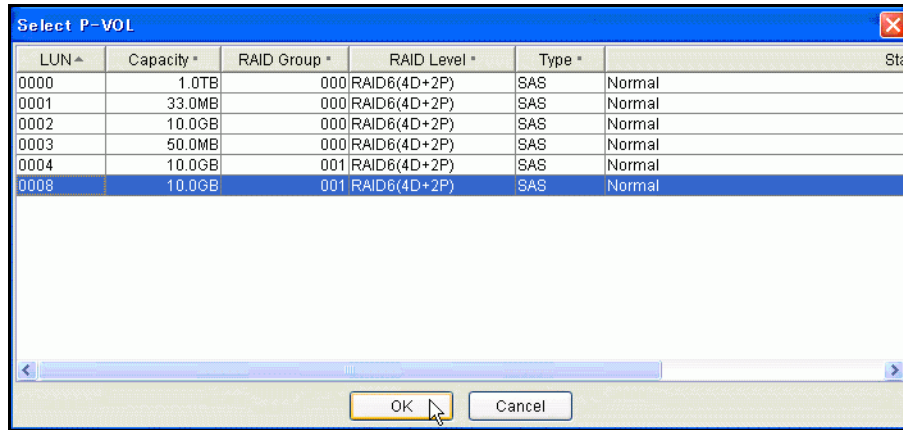 Select P-VOL
LUN Capacity RAID Group RAID Level Type Sta
0000 1.0TB 000 RAID6(4D+2P) SAS Normal
0001 33.0MB 000 RAID6(4D+2P) SAS Normal
0002 10.0GB 000 RAID6(4D+2P) SAS Normal
0003 50.0MB 000 RAID6(4D+2P) SAS Normal
0004 10.0GB 001 RAID6(4D+2P) SAS Normal
0008 10.0GB 001 RAID6(4D+2P) SAS Normal
OK Cancel